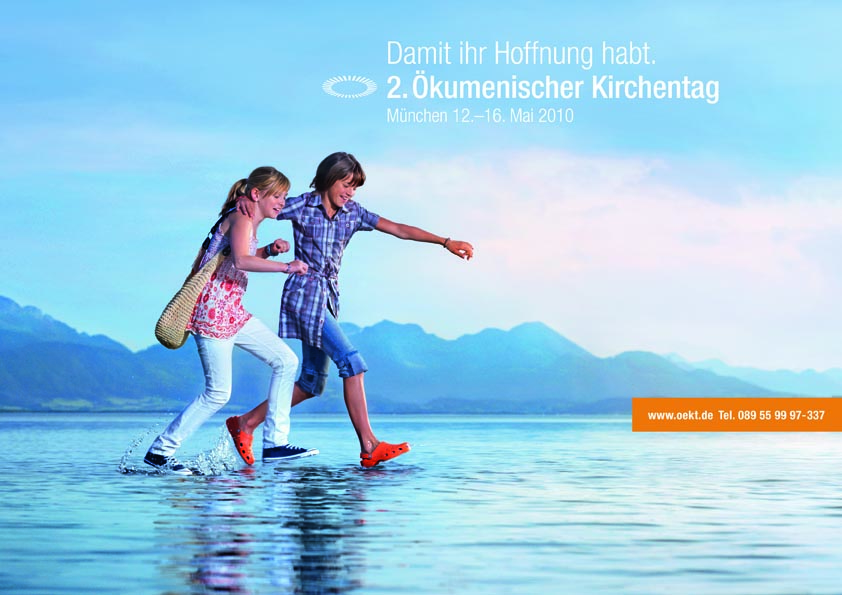 Damit ihr Hoffnung habt.
2. Ökumenischer Kirchentag
München 12.–16. Mai 2010
www.oekt.de Tel. 089 55 99 97-337